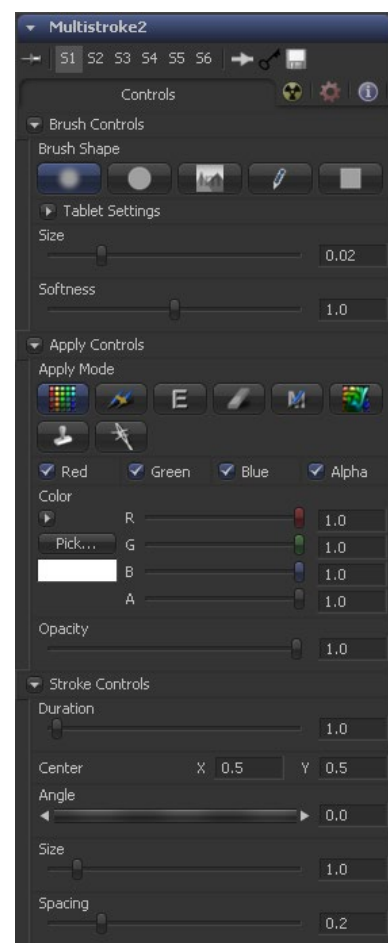 Multistroke2
S1 S2 S3 S4 S5 S6
Controls
Brush Controls
Brush Shape
Tablet Settings
Size
0.02
Softness
1.0
Apply Controls
Apply Mode
E M
Red Green Blue Alpha
Color
R 1.0
Pick... G 1.0
B 1.0
A 1.0
Opacity
1.0
Stroke Controls
Duration
1.0
Center X 0.5 Y 0.5
Angle
0.0
Size
1.0
Spacing
0.2